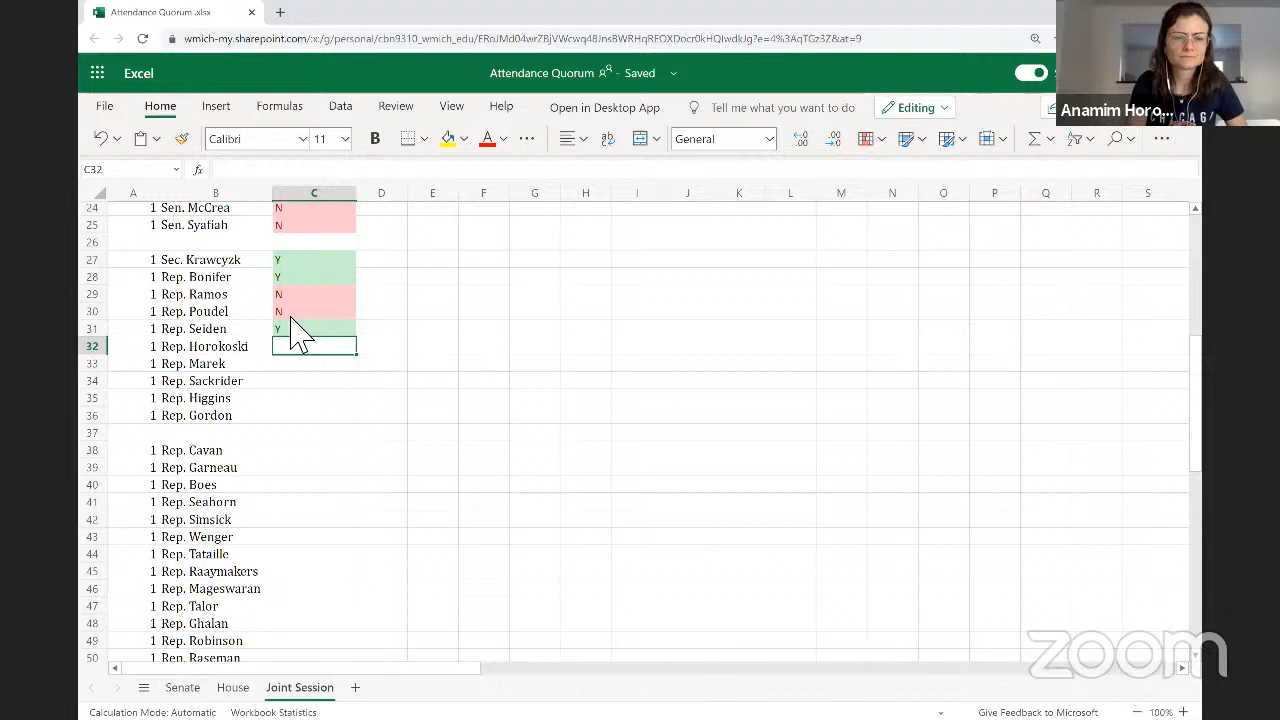 Attendance Quorum .xlsx
wmich-my.sharepoint.com
Anamim Horo...
Excel
Attendance Quorum - Saved
File Home Insert Formulas Data Review View Help Open in Desktop App Tell me what you want to do Editing
Calibri 11 B General
C32 fx
A B C D E F G H I J K L M N O P Q R S
24 1 Sen. McCrea N
25 1 Sen. Syafiah N
26
27 1 Sec. Krawcyzk Y
28 1 Rep. Bonifer Y
29 1 Rep. Ramos N
30 1 Rep. Poudel N
31 1 Rep. Seiden Y
32 1 Rep. Horokoski
33 1 Rep. Marek
34 1 Rep. Sackrider
35 1 Rep. Higgins
36 1 Rep. Gordon
37
38 1 Rep. Cavan
39 1 Rep. Garneau
40 1 Rep. Boes
41 1 Rep. Seahorn
42 1 Rep. Simsick
43 1 Rep. Wenger
44 1 Rep. Tataille
45 1 Rep. Raaymakers
46 1 Rep. Mageswaran
47 1 Rep. Talor
48 1 Rep. Ghalan
49 1 Rep. Robinson
50 1 Rep. Raseman
zoom
Senate House Joint Session
Calculation Mode: Automatic Workbook Statistics Give Feedback to Microsoft 100%